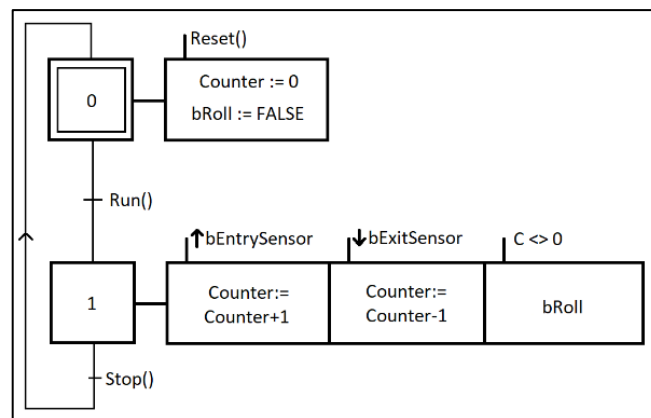 Reset()
0
Counter := 0
bRoll := FALSE
Run()
↑bEntrySensor
↓bExitSensor
C <> 0
1
Counter:=
Counter+1
Counter:=
Counter-1
bRoll
Stop()